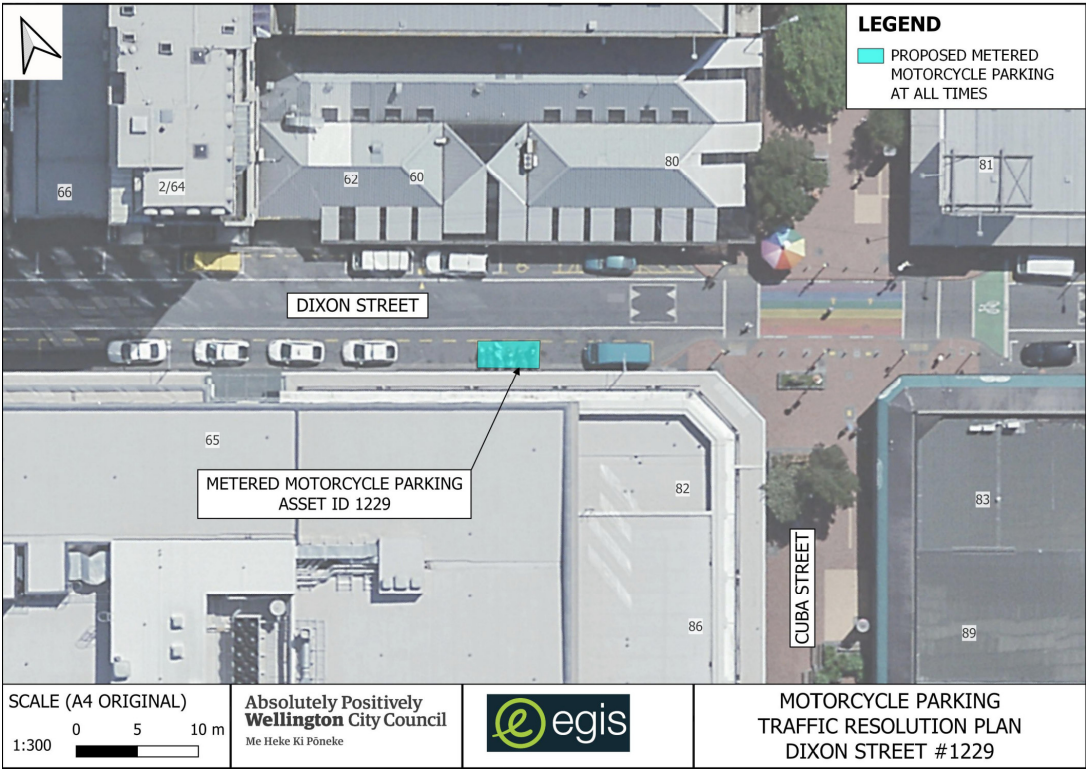 LEGEND
PROPOSED METERED
MOTORCYCLE PARKING
AT ALL TIMES
66
2/64
62
60
80
81
DIXON STREET
65
METERED MOTORCYCLE PARKING
ASSET ID 1229
82
83
CUBA STREET
86
89
SCALE (A4 ORIGINAL)
1:300
0 5 10 m
Absolutely Positively
Wellington City Council
Me Heke Ki Pōneke
egis
MOTORCYCLE PARKING
TRAFFIC RESOLUTION PLAN
DIXON STREET #1229